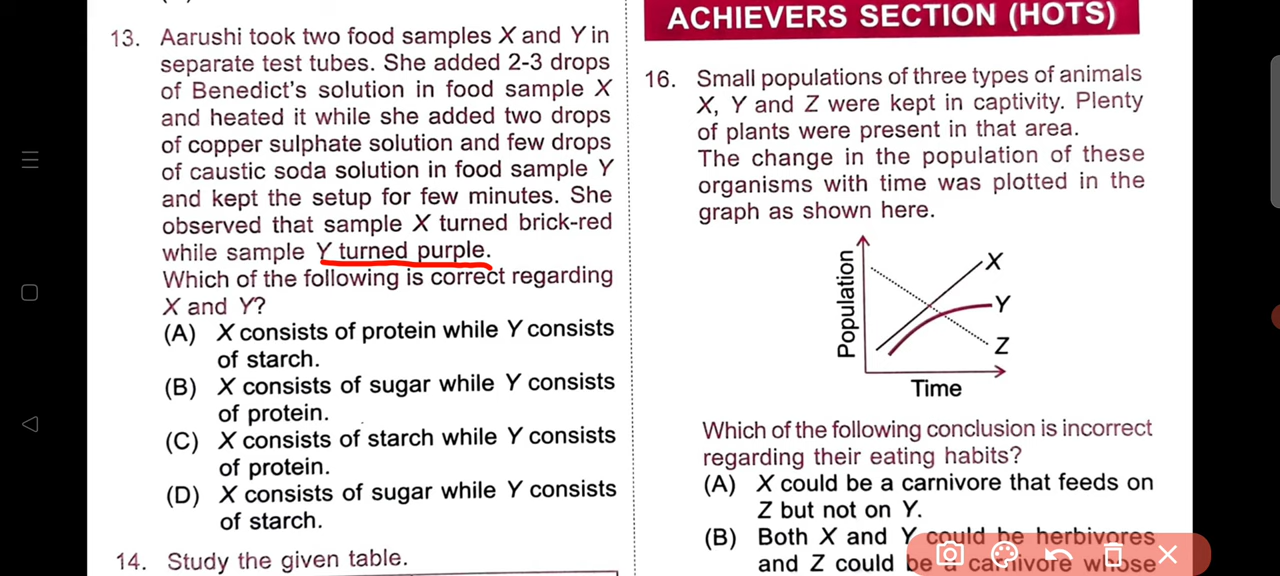 13. Aarushi took two food samples X and Y in
separate test tubes. She added 2-3 drops
of Benedict's solution in food sample X
and heated it while she added two drops
of copper sulphate solution and few drops
of caustic soda solution in food sample Y
and kept the setup for few minutes. She
observed that sample X turned brick-red
while sample Y turned purple.
Which of the following is correct regarding
X and Y?
(A) X consists of protein while Y consists
of starch.
(B) X consists of sugar while Y consists
of protein.
(C) X consists of starch while Y consists
of protein.
(D) X consists of sugar while Y consists
of starch.
14. Study the given table.
ACHIEVERS SECTION (HOTS)
16. Small populations of three types of animals
X, Y and Z were kept in captivity. Plenty
of plants were present in that area.
The change in the population of these
organisms with time was plotted in the
graph as shown here.
Population
X
Y
Z
Time
Which of the following conclusion is incorrect
regarding their eating habits?
(A) X could be a carnivore that feeds on
Z but not on Y.
(B) Both X and Y could be herbivores
and Z could be a carnivore whose